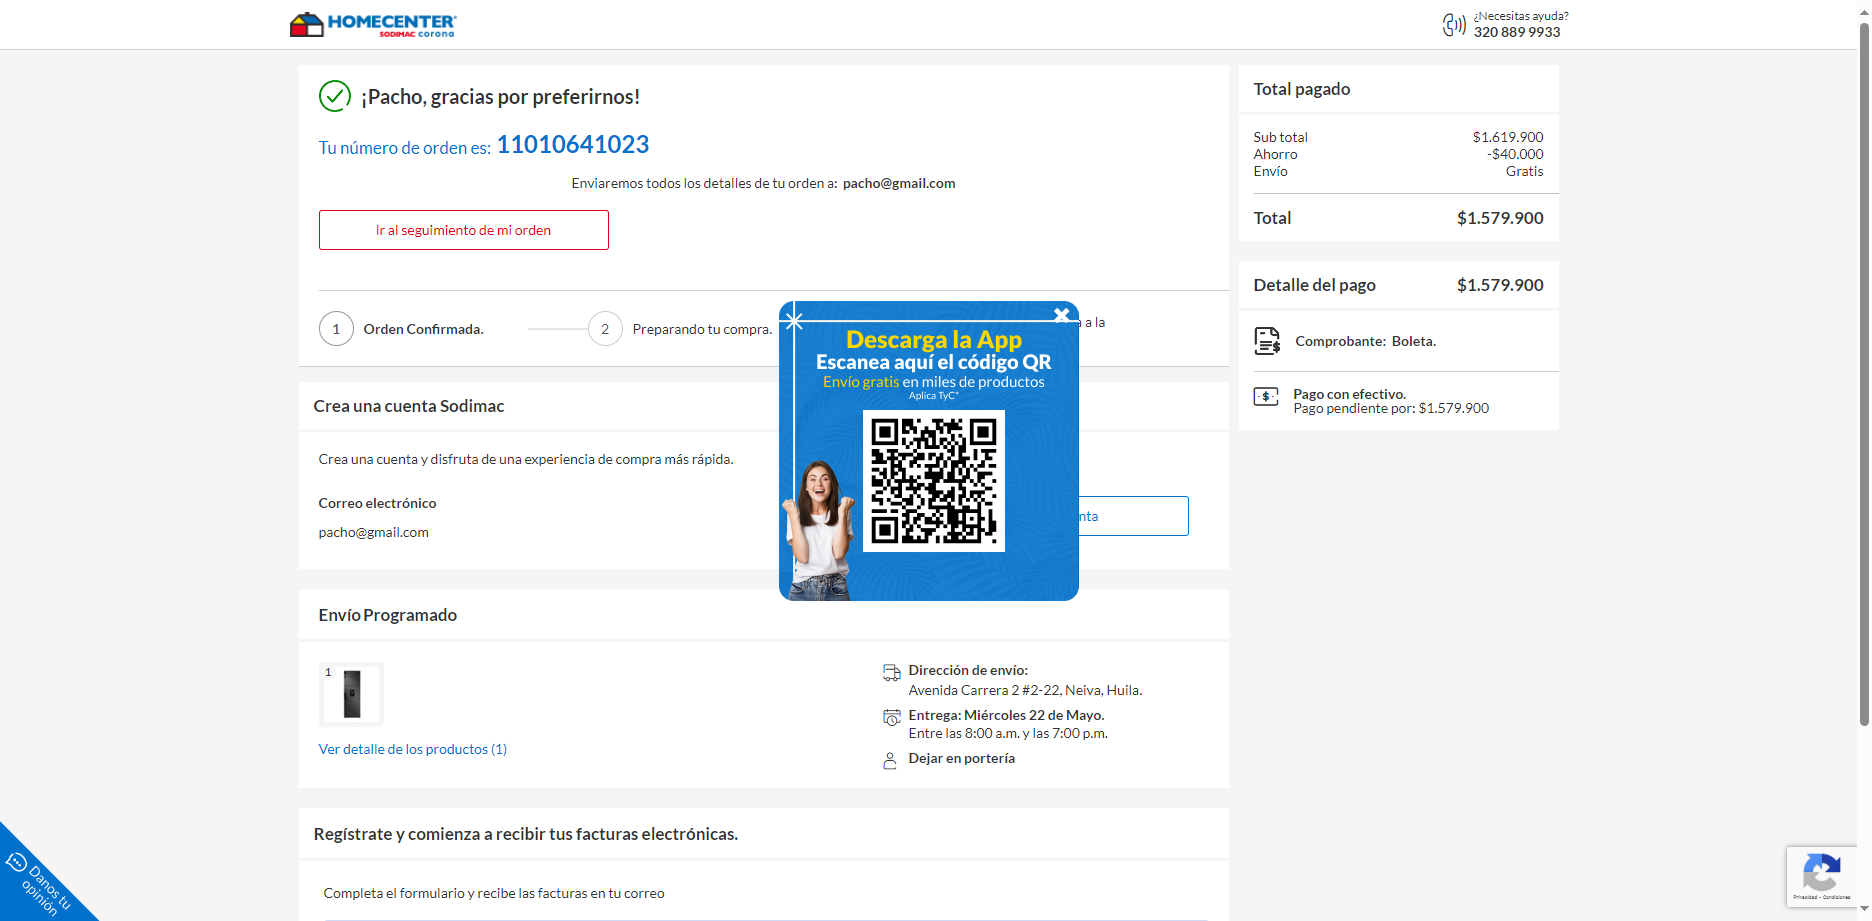 HOMECENTER
SODIMAC corona
¿Necesitas ayuda?
320 889 9933
¡Pacho, gracias por preferirnos!
Tu número de orden es: 11010641023
Enviaremos todos los detalles de tu orden a: pacho@gmail.com
Ir al seguimiento de mi orden
1 Orden Confirmada.
2 Preparando tu compra.
a la
Descarga la App
Escanea aquí el código QR
Envío gratis en miles de productos
Aplica TyC*
Crea una cuenta Sodimac
Crea una cuenta y disfruta de una experiencia de compra más rápida.
Correo electrónico
pacho@gmail.com
nta
Envío Programado
1
Ver detalle de los productos (1)
Dirección de envío:
Avenida Carrera 2 #2-22, Neiva, Huila.
Entrega: Miércoles 22 de Mayo.
Entre las 8:00 a.m. y las 7:00 p.m.
Dejar en portería
Regístrate y comienza a recibir tus facturas electrónicas.
Completa el formulario y recibe las facturas en tu correo
Total pagado
Sub total $1.619.900
Ahorro -$40.000
Envío Gratis
Total $1.579.900
Detalle del pago $1.579.900
Comprobante: Boleta.
Pago con efectivo.
Pago pendiente por: $1.579.900
Danos tu
opinión
Privacidad - Condiciones